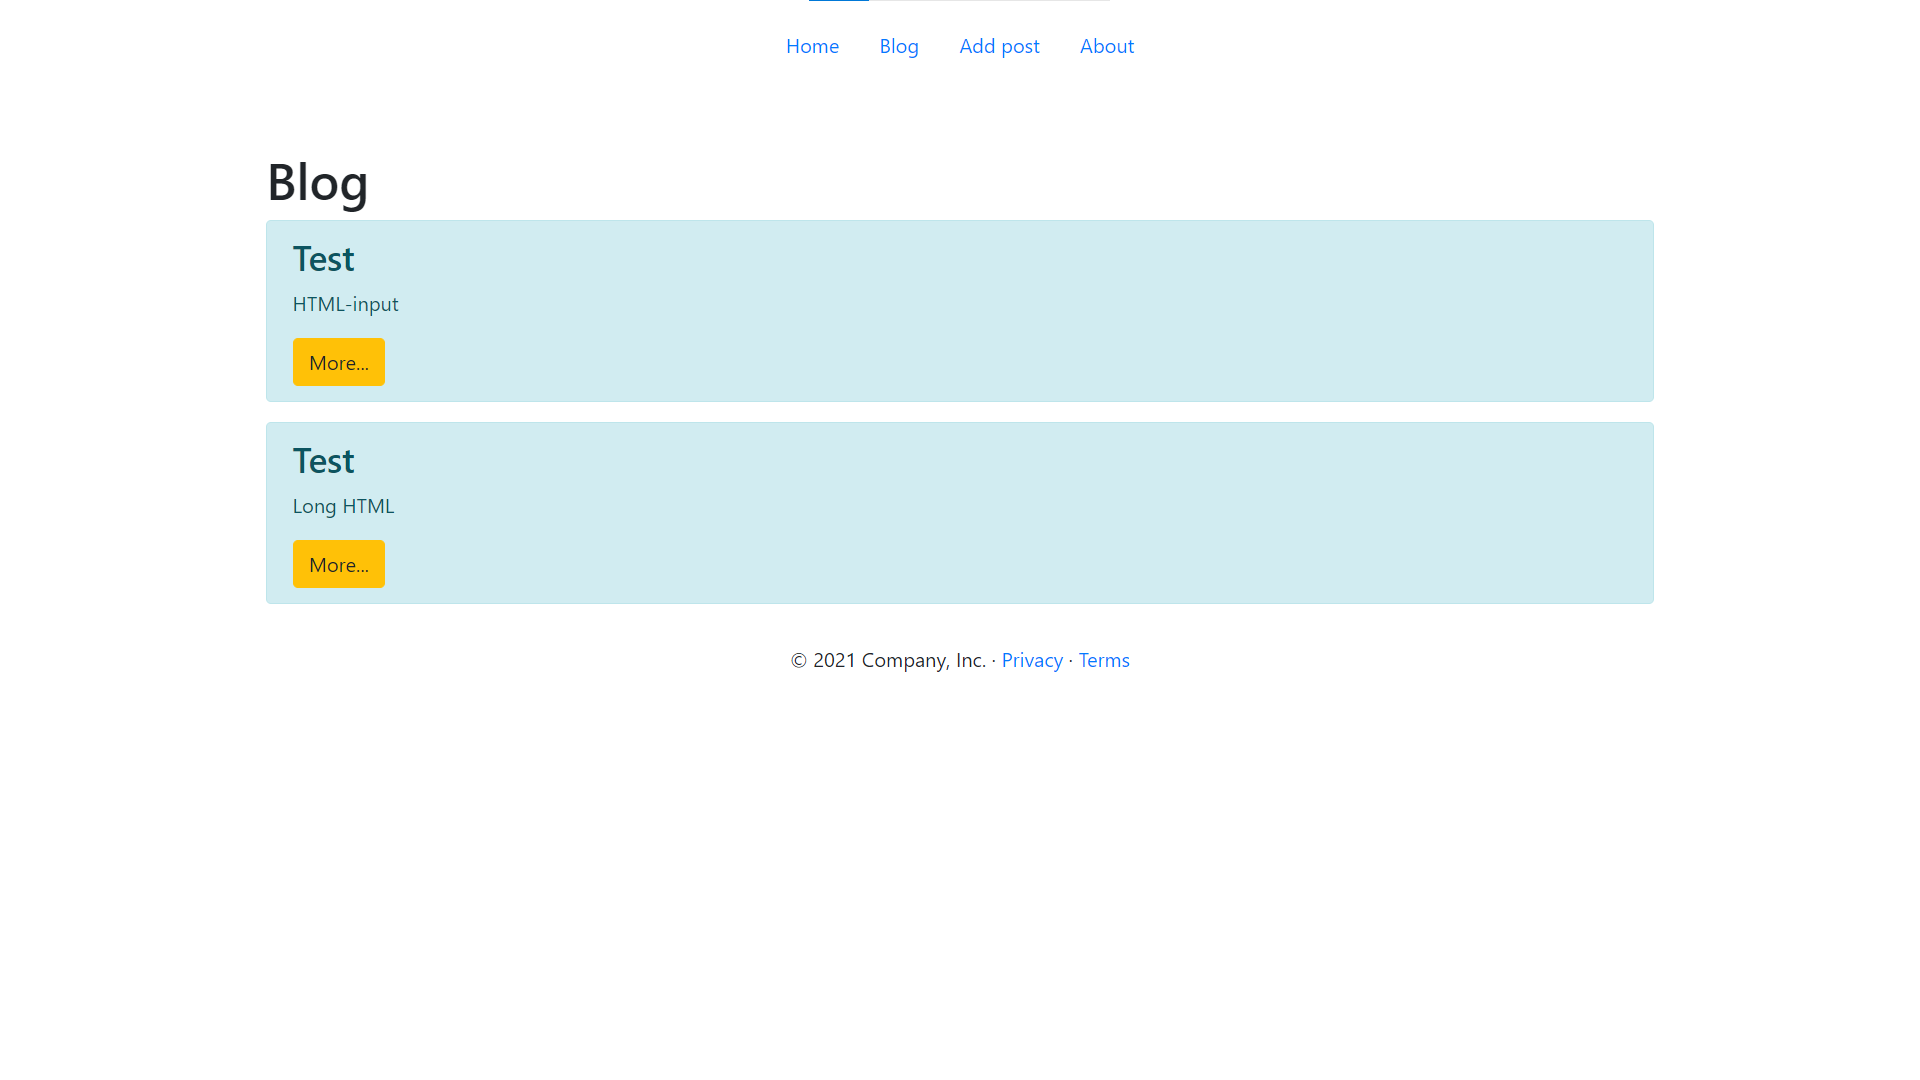 Home Blog Add post About
Blog
Test
HTML-input
More...
Test
Long HTML
More...
© 2021 Company, Inc. · Privacy · Terms